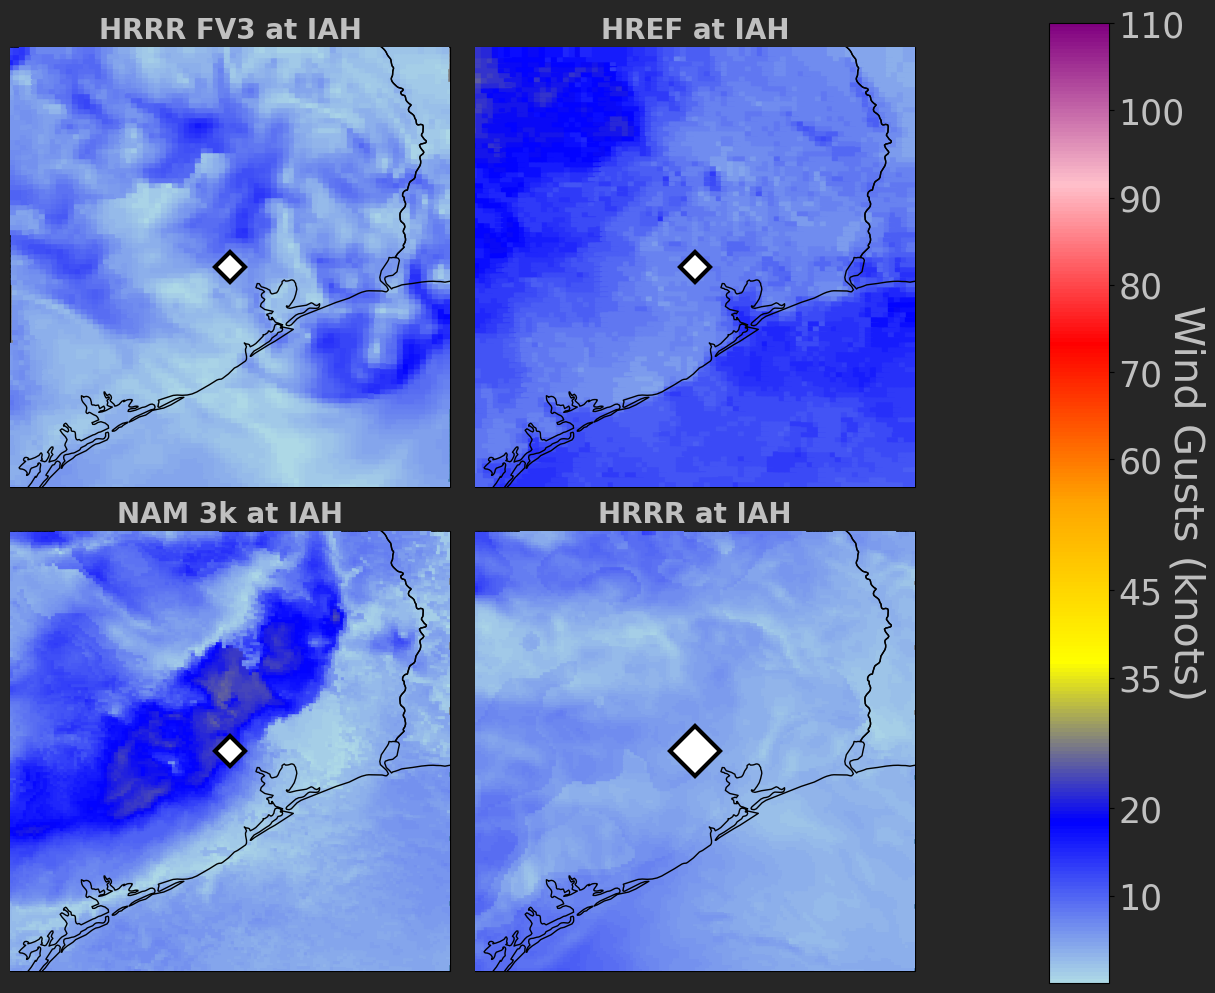 HRRR FV3 at IAH
HREF at IAH
NAM 3k at IAH
HRRR at IAH
110
100
90
80
70
60
45
35
20
10
Wind Gusts (knots)